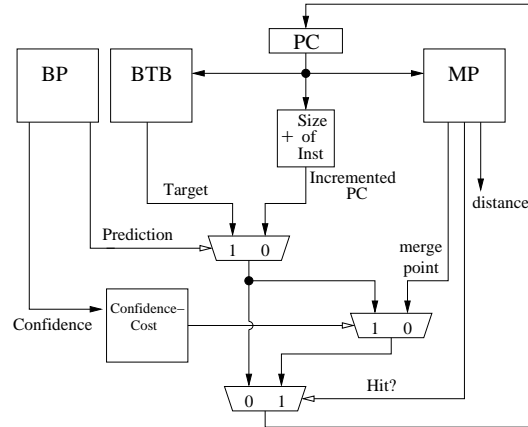 PC
BP
BTB
MP
+ Size
of
Inst
Incremented
PC
Target
distance
Prediction
1 0
merge
point
Confidence
Confidence–
Cost
1 0
Hit?
0 1